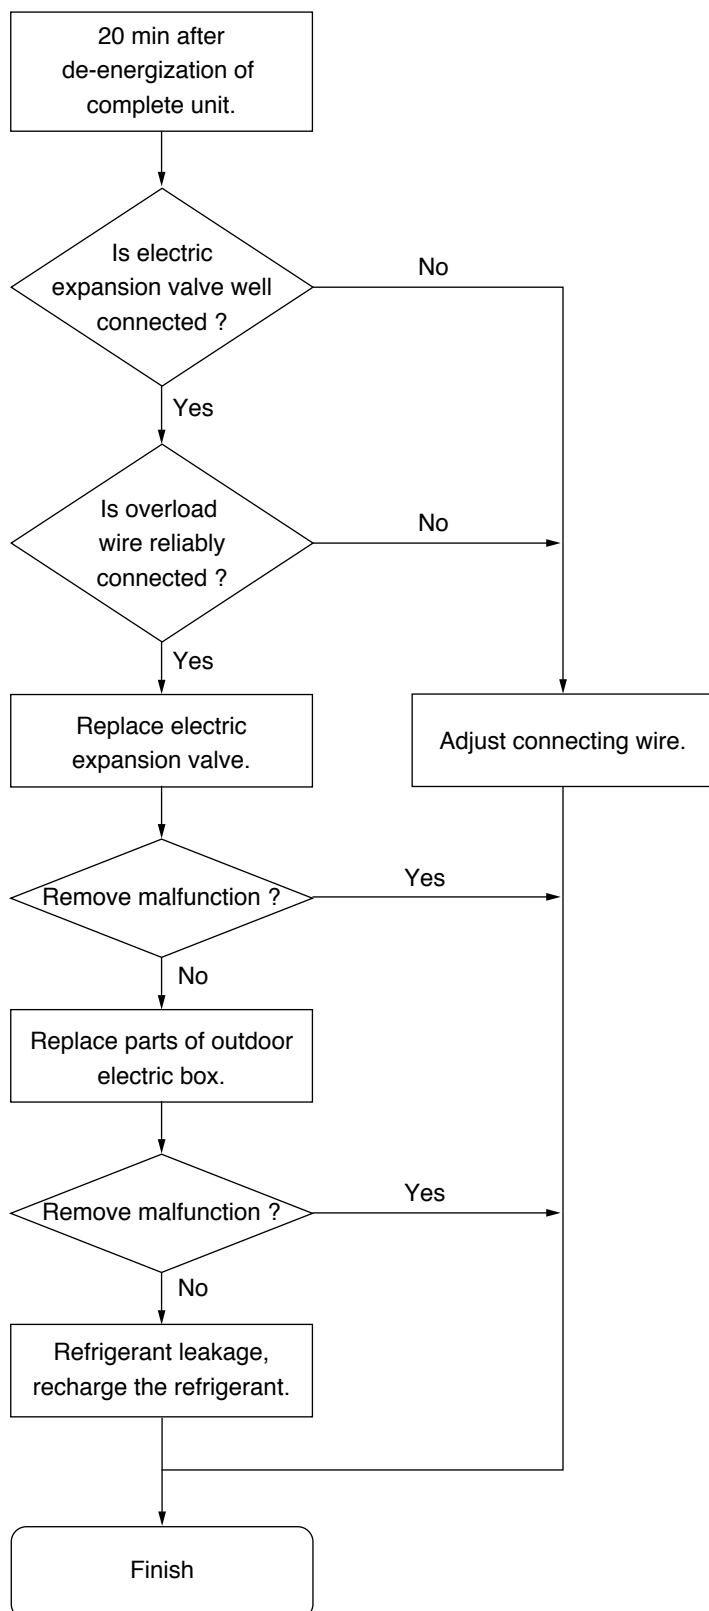 20 min after
de-energization of
complete unit.
Is electric
expansion valve well
connected ?
No
Yes
Is overload
wire reliably
connected ?
No
Yes
Replace electric
expansion valve.
Adjust connecting wire.
Remove malfunction ?
Yes
No
Replace parts of outdoor
electric box.
Remove malfunction ?
Yes
No
Refrigerant leakage,
recharge the refrigerant.
Finish